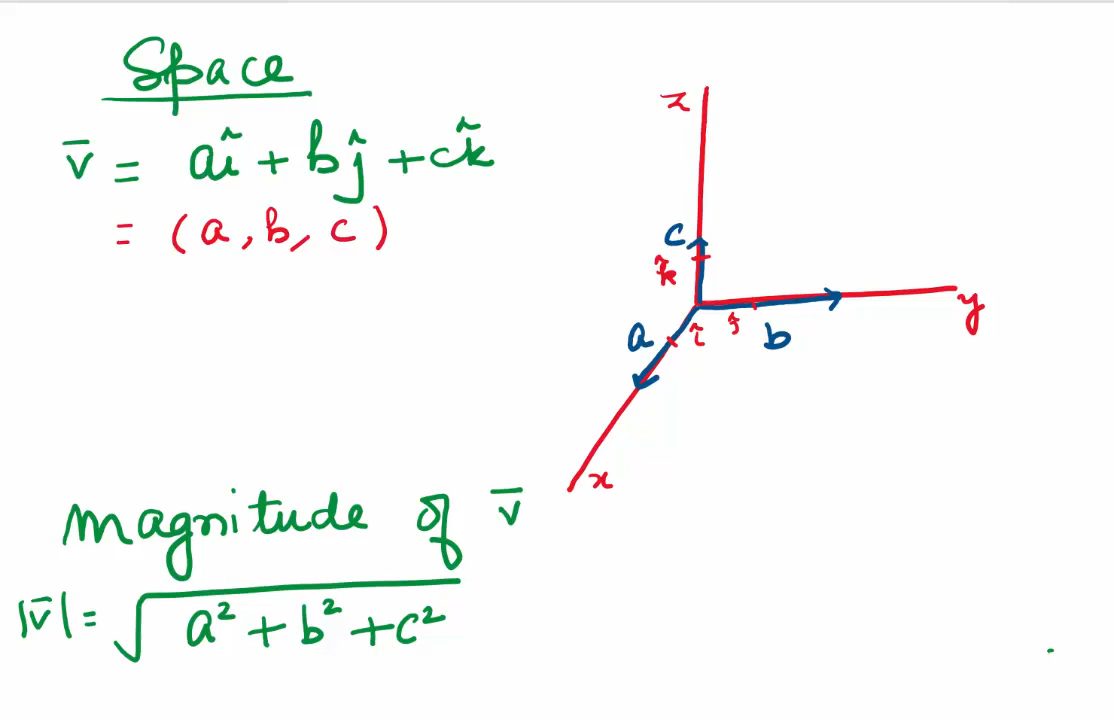 Space
v̅ = aî + bĵ + ck̂
= (a, b, c)
z
c
k̂
y
a
î
ĵ
b
x
magnitude of v̅
|v̅| = √(a² + b² + c²)